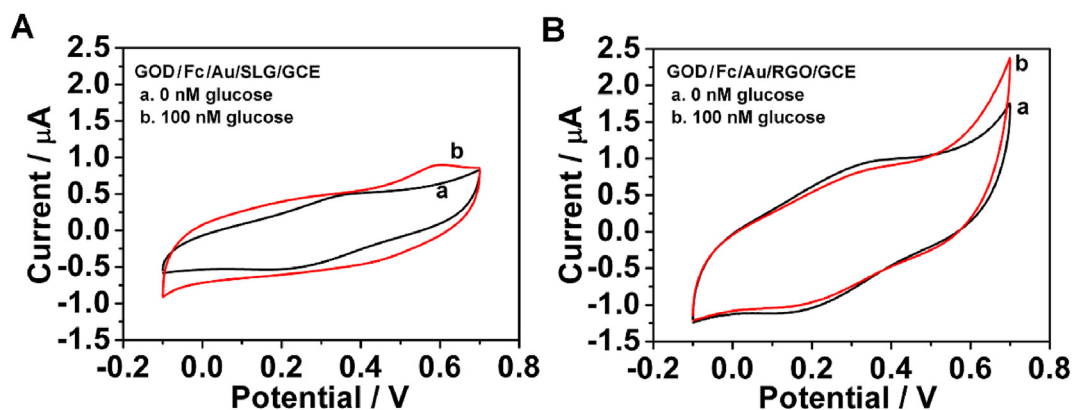 A
GOD/Fc/Au/SLG/GCE
a. 0 nM glucose
b. 100 nM glucose
b
a
Current / μA
2.5
2.0
1.5
1.0
0.5
0.0
-0.5
-1.0
-1.5
-0.2
0.0
0.2
0.4
0.6
0.8
Potential / V
B
GOD/Fc/Au/RGO/GCE
a. 0 nM glucose
b. 100 nM glucose
b
a
Current / μA
2.5
2.0
1.5
1.0
0.5
0.0
-0.5
-1.0
-1.5
-0.2
0.0
0.2
0.4
0.6
0.8
Potential / V